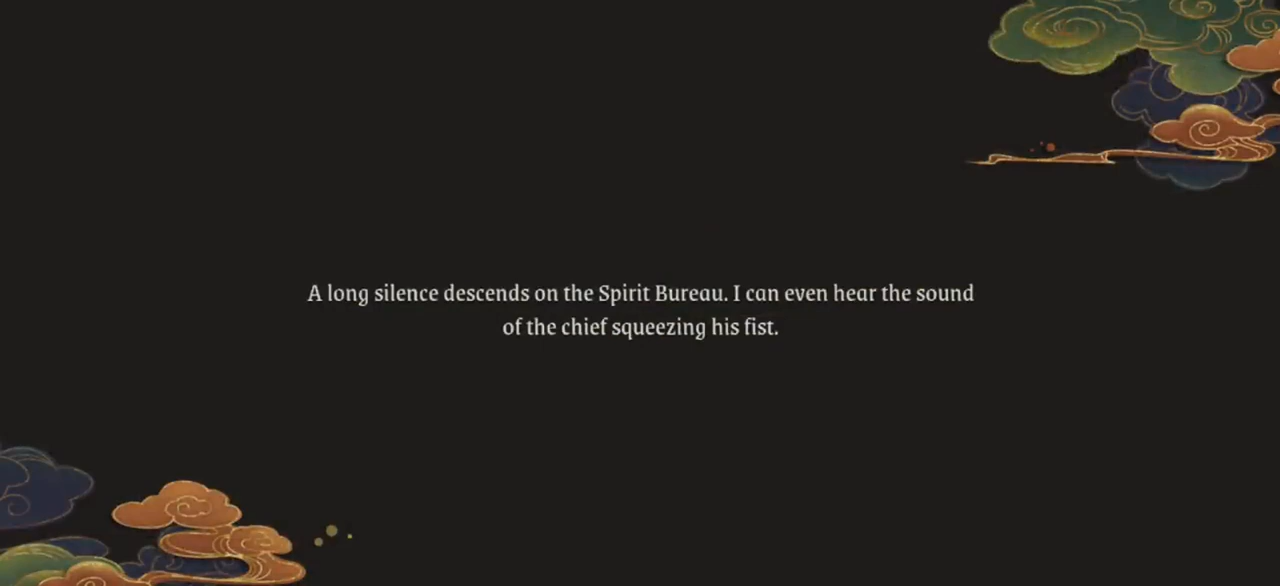 A long silence descends on the Spirit Bureau. I can even hear the sound
of the chief squeezing his fist.